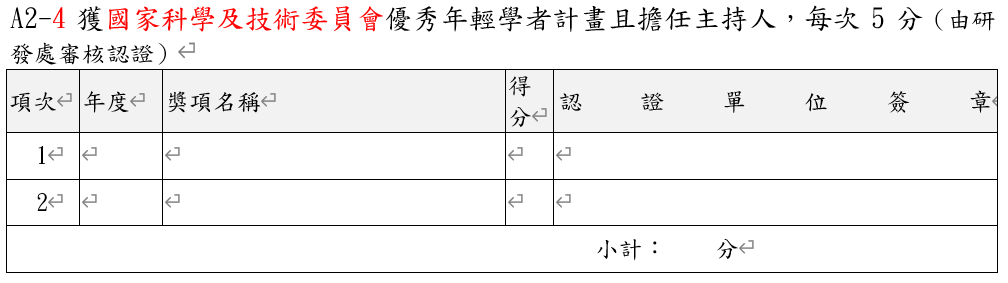 A2-4 獲國家科學及技術委員會優秀年輕學者計畫且擔任主持人，每次 5 分（由研
發處審核認證）
項次 年度 獎項名稱 得分 認證單位簽章
1
2
小計： 分